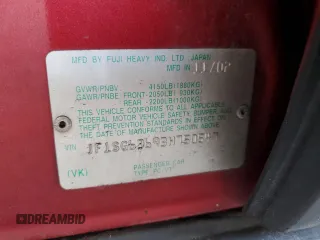 MFD BY FUJI HEAVY IND. LTD. JAPAN
MFD IN 11/02
GVWR/PNBV 4150LB(1880KG)
GAWR/PNBE FRONT-2050LB( 930KG)
REAR -2200LB(1000KG)
THIS VEHICLE CONFORMS TO ALL APPLICABLE
FEDERAL MOTOR VEHICLE SAFETY AND
THEFT PREVENTION STANDARDS IN EFFECT
ON THE DATE OF MANUFACTURE SHOWN ABOVE.
VIN
PASSENGER CAR
(VK) TYPE
iDMBID